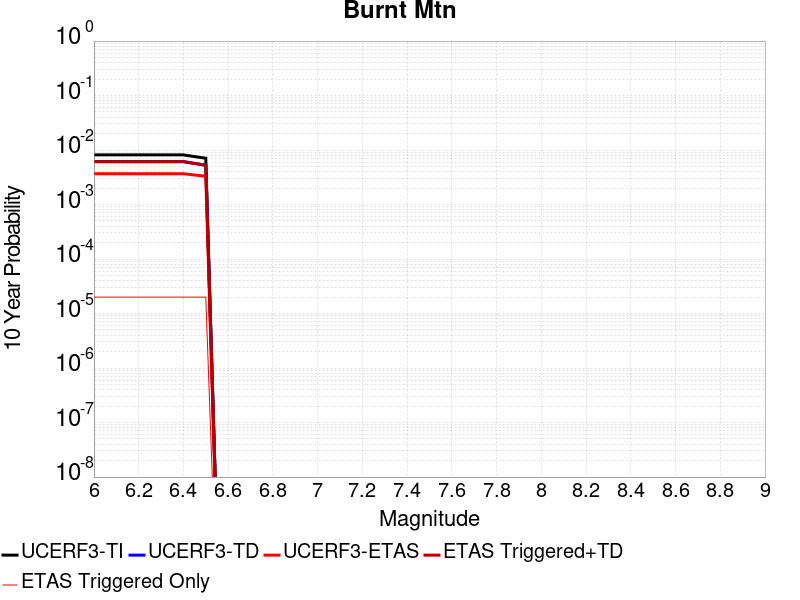 Burnt Mtn
10 Year Probability
10^0
10^-1
10^-2
10^-3
10^-4
10^-5
10^-6
10^-7
10^-8
6 6.2 6.4 6.6 6.8 7 7.2 7.4 7.6 7.8 8 8.2 8.4 8.6 8.8 9
Magnitude
UCERF3-TI UCERF3-TD UCERF3-ETAS ETAS Triggered+TD
ETAS Triggered Only